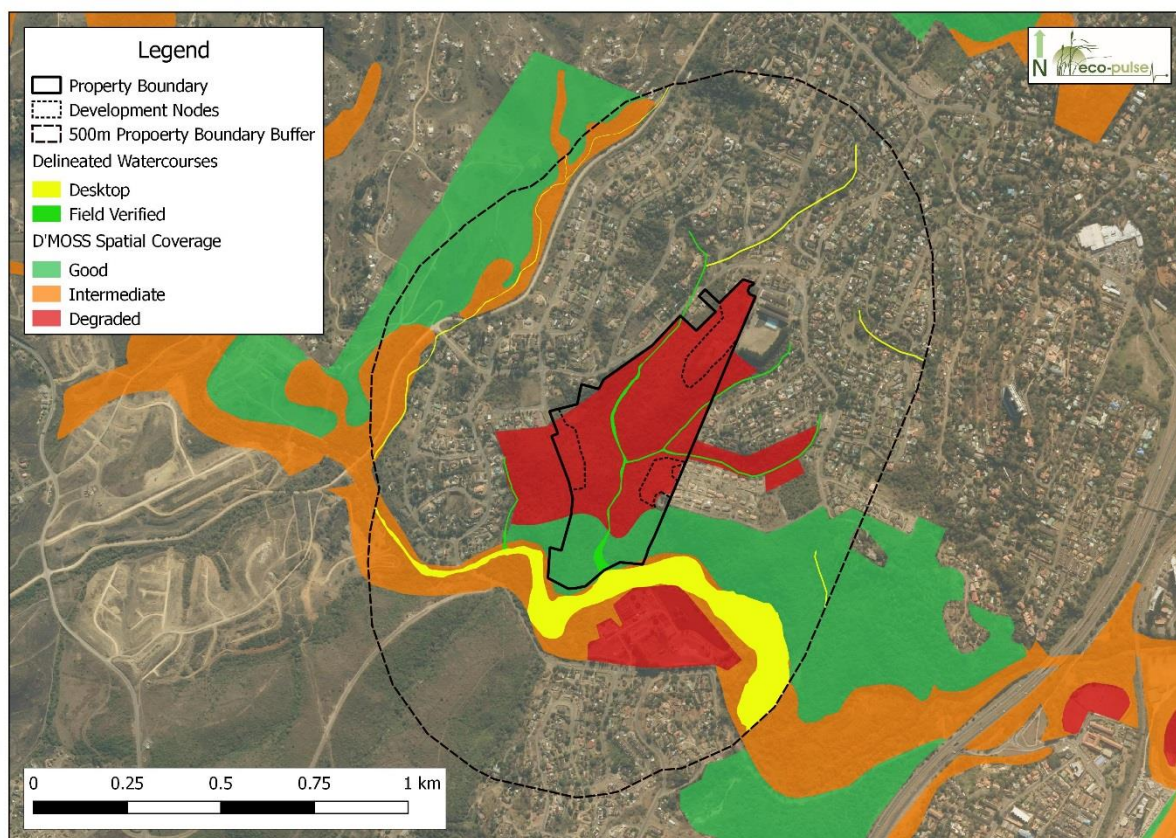 Legend
Property Boundary
Development Nodes
500m Propoerty Boundary Buffer
Delineated Watercourses
Desktop
Field Verified
D'MOSS Spatial Coverage
Good
Intermediate
Degraded
N
eco-pulse
0 0.25 0.5 0.75 1 km